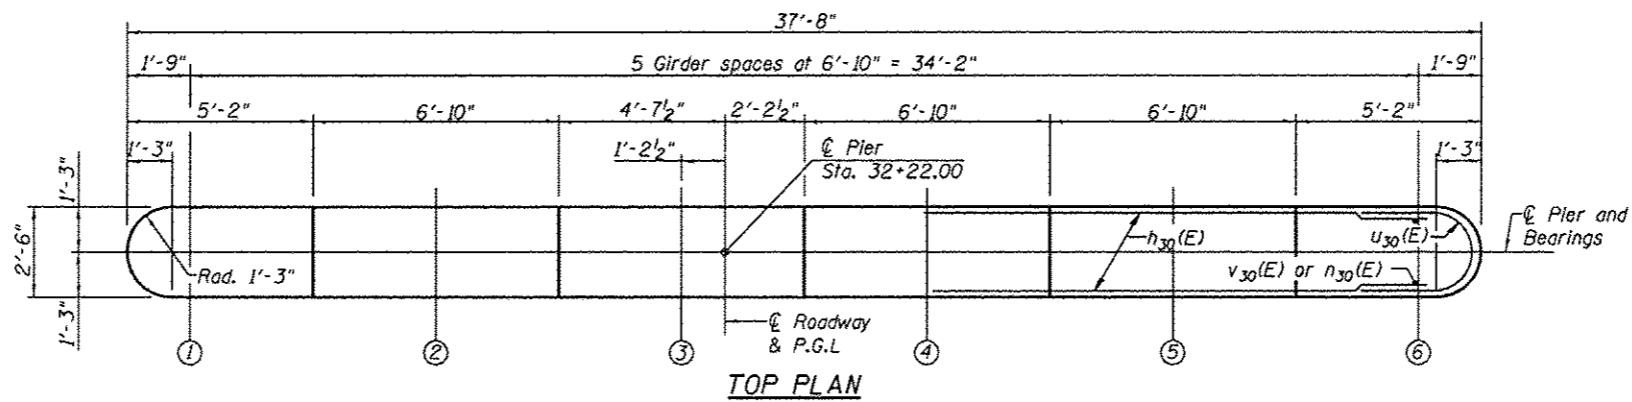 37'-8"
1'-9"
5 Girder spaces at 6'-10" = 34'-2"
1'-9"
5'-2"
6'-10"
4'-7½"
2'-2½"
6'-10"
6'-10"
5'-2"
1'-3"
1'-2½"
℄ Pier
Sta. 32+22.00
1'-3"
1'-3"
2'-6"
1'-3"
Rad. 1'-3"
h30(E)
u30(E)
v30(E) or n30(E)
℄ Pier and
Bearings
℄ Roadway
& P.G.L
1
2
3
4
5
6
TOP PLAN